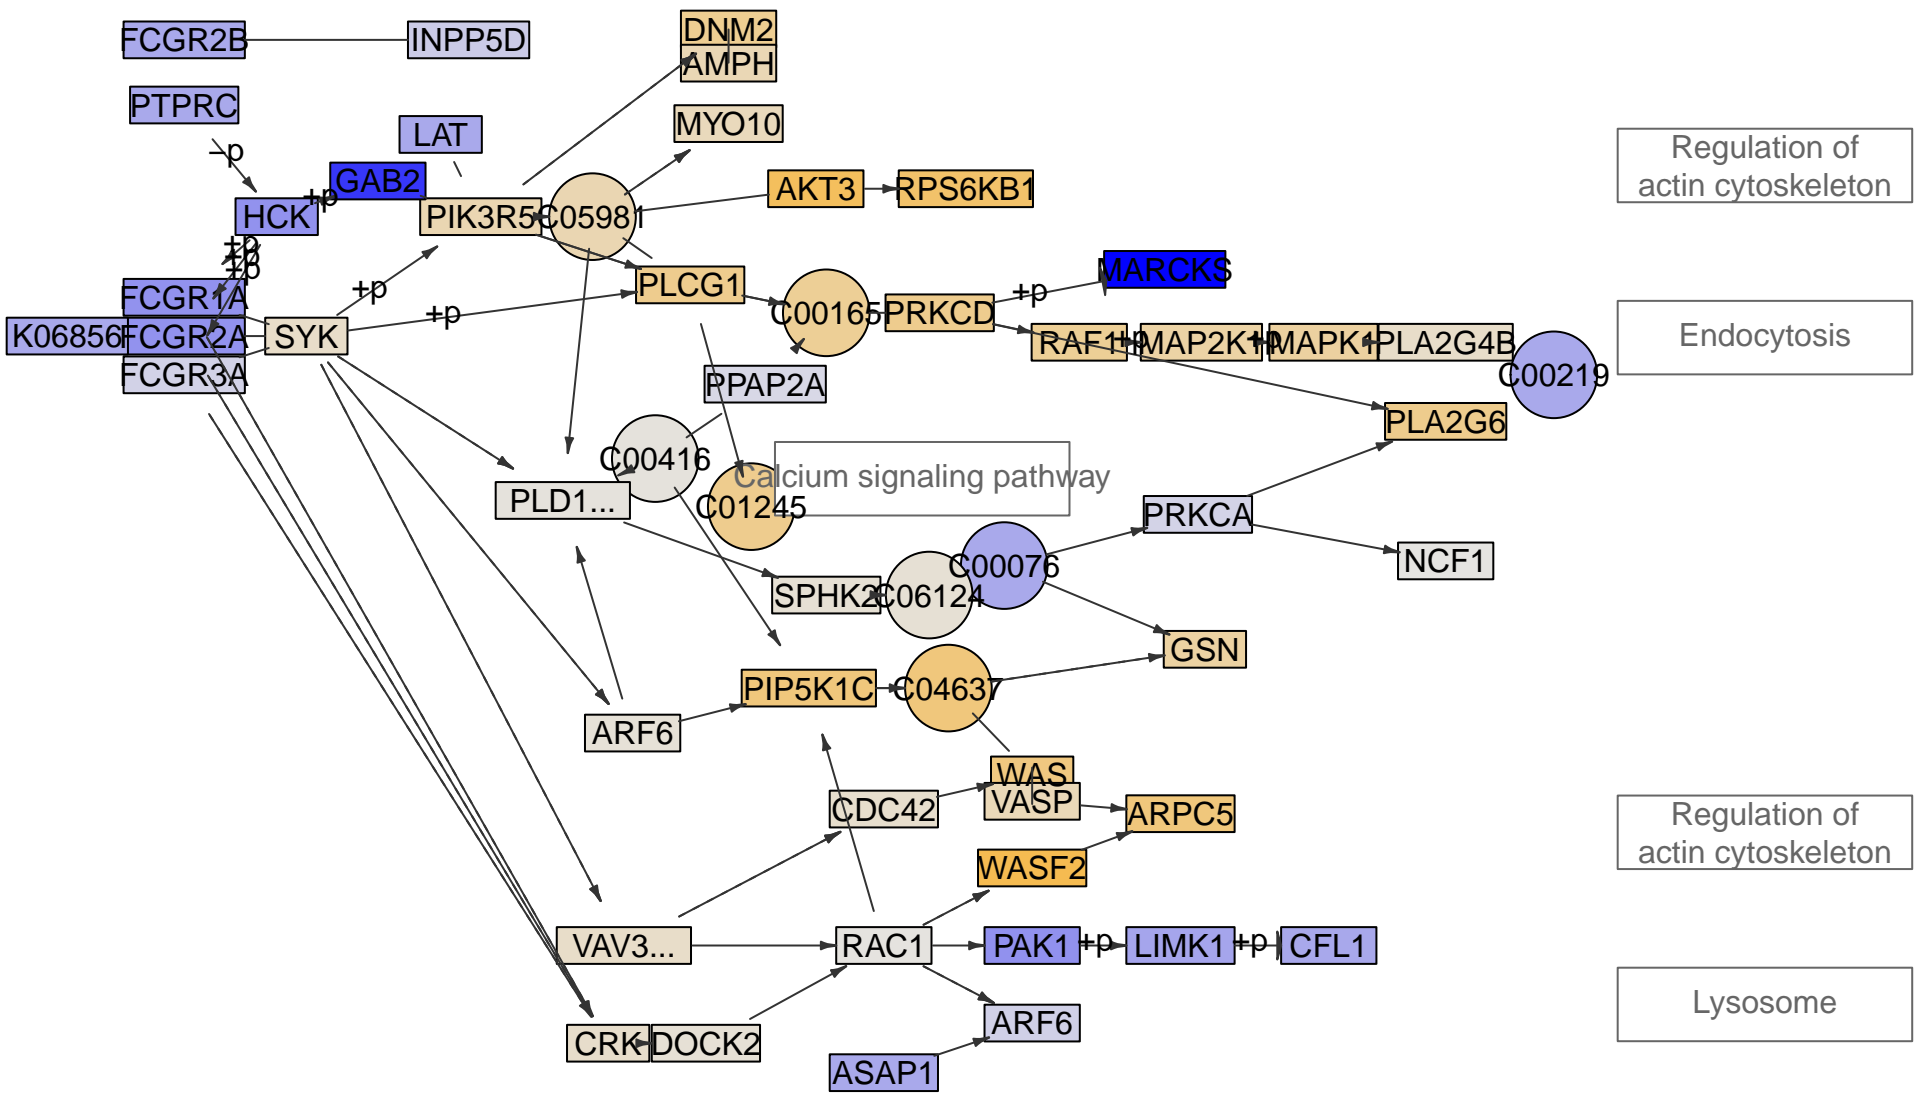 FCGR2B
INPP5D
DNM2
AMPH
PTPRC
LAT
MYO10
Regulation of
actin cytoskeleton
−p
GAB2
+p
HCK
PIK3R5
C05981
AKT3
RPS6KB1
+p
+p
+p
MARCKS
FCGR1A
+p
PLCG1
+p
C00165
PRKCD
+p
K06856
FCGR2A
SYK
RAF1
+p
MAP2K1
+p
MAPK1
PLA2G4B
Endocytosis
FCGR3A
PPAP2A
C00219
PLA2G6
C00416
Calcium signaling pathway
PLD1...
C01245
PRKCA
C00076
NCF1
SPHK2
C06124
GSN
PIP5K1C
C04637
ARF6
WAS
VASP
CDC42
ARPC5
Regulation of
actin cytoskeleton
WASF2
VAV3...
RAC1
PAK1
+p
LIMK1
+p
CFL1
Lysosome
ARF6
CRK
DOCK2
ASAP1